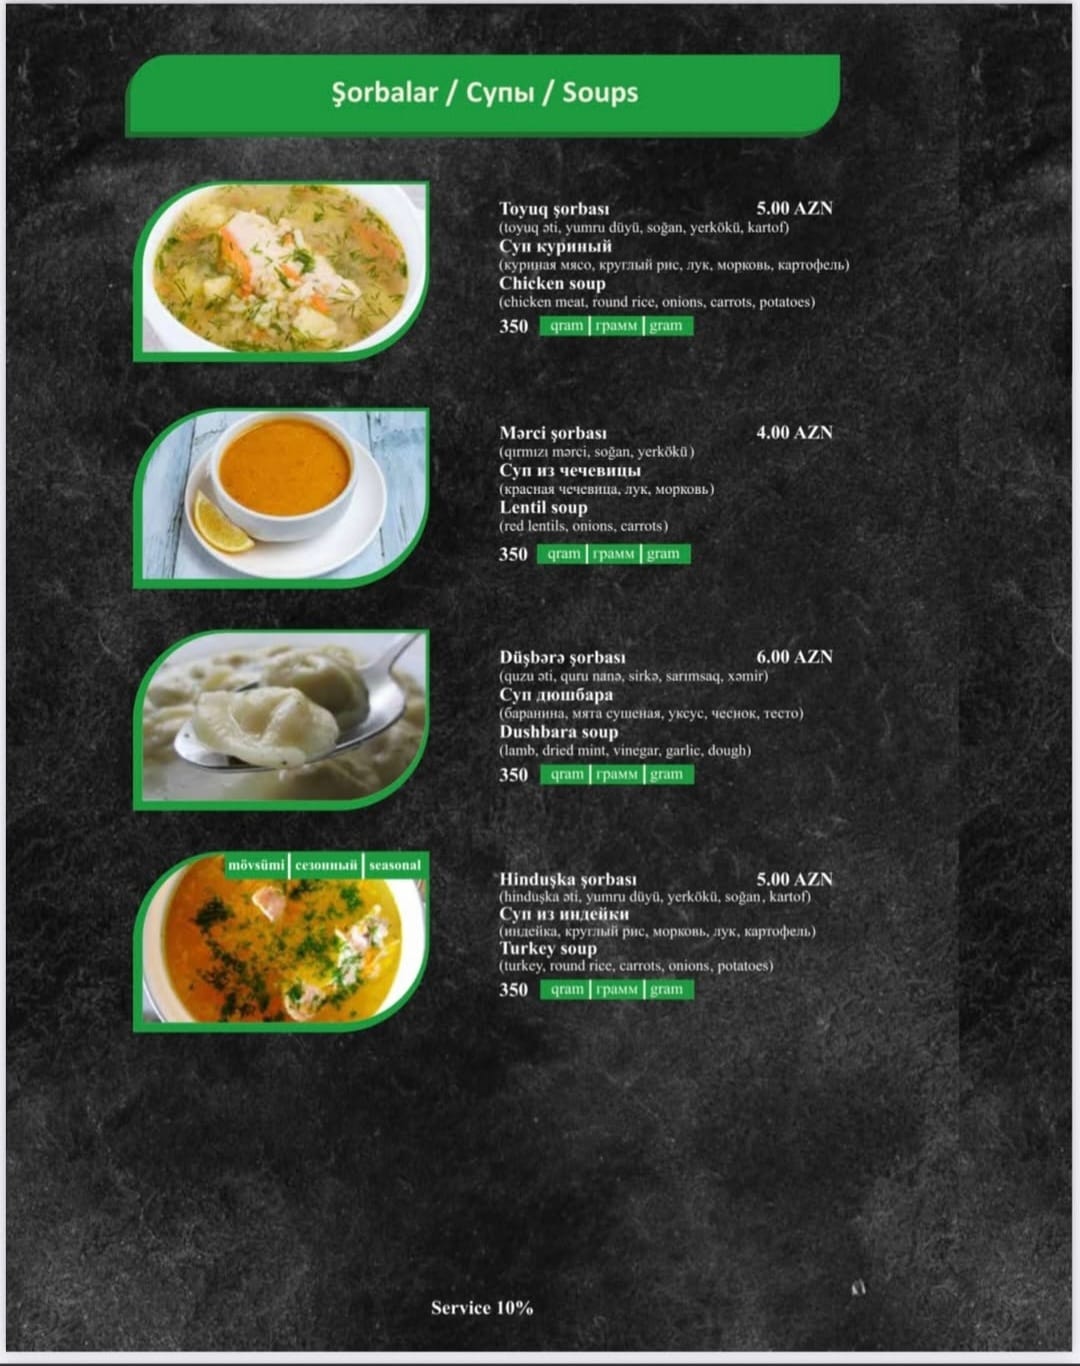 Şorbalar / Супы / Soups
Toyuq şorbası 5.00 AZN
(toyuq əti, yumru düyü, soğan, yerkökü, kartof)
Суп куриный
(куриная мясо, круглый рис, лук, морковь, картофель)
Chicken soup
(chicken meat, round rice, onions, carrots, potatoes)
350 qram грамм gram
Mərci şorbası 4.00 AZN
(qırmızı mərci, soğan, yerkökü)
Суп из чечевицы
(красная чечевица, лук, морковь)
Lentil soup
(red lentils, onions, carrots)
350 qram грамм gram
Düşbərə şorbası 6.00 AZN
(quzu əti, quru nanə, sirkə, sarımsaq, xəmir)
Суп дюшбара
(баранина, мята сушеная, уксус, чеснок, тесто)
Dushbara soup
(lamb, dried mint, vinegar, garlic, dough)
350 qram грамм gram
mövsümi сезонный seasonal
Hinduşka şorbası 5.00 AZN
(hinduşka əti, yumru düyü, yerkökü, soğan, kartof)
Суп из индейки
(индейка, круглый рис, морковь, лук, картофель)
Turkey soup
(turkey, round rice, carrots, onions, potatoes)
350 qram грамм gram
Service 10%